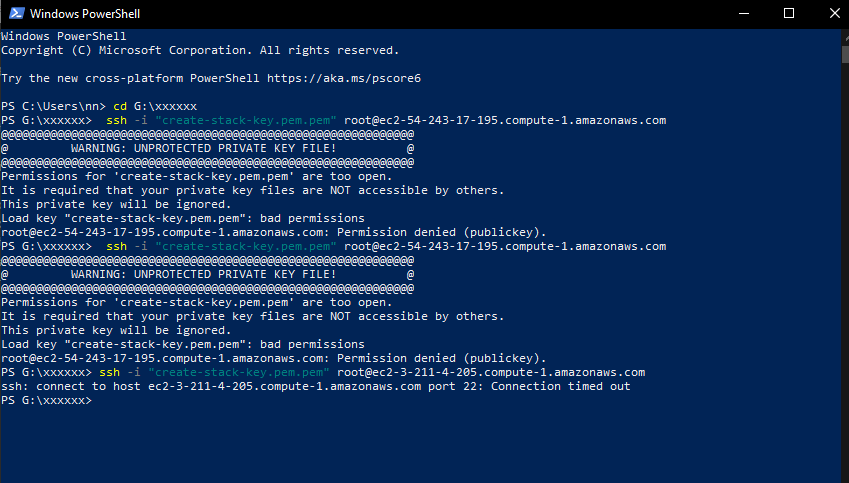 Windows PowerShell
Windows PowerShell
Copyright (C) Microsoft Corporation. All rights reserved.
Try the new cross-platform PowerShell https://aka.ms/pscore6
PS C:\Users\nn> cd G:\xxxxxx
PS G:\xxxxxx>  ssh -i "create-stack-key.pem.pem" root@ec2-54-243-17-195.compute-1.amazonaws.com
@@@@@@@@@@@@@@@@@@@@@@@@@@@@@@@@@@@@@@@@@@@@@@@@@@@@@@@@@@@
@         WARNING: UNPROTECTED PRIVATE KEY FILE!          @
@@@@@@@@@@@@@@@@@@@@@@@@@@@@@@@@@@@@@@@@@@@@@@@@@@@@@@@@@@@
Permissions for 'create-stack-key.pem.pem' are too open.
It is required that your private key files are NOT accessible by others.
This private key will be ignored.
Load key "create-stack-key.pem.pem": bad permissions
root@ec2-54-243-17-195.compute-1.amazonaws.com: Permission denied (publickey).
PS G:\xxxxxx>  ssh -i "create-stack-key.pem.pem" root@ec2-54-243-17-195.compute-1.amazonaws.com
@@@@@@@@@@@@@@@@@@@@@@@@@@@@@@@@@@@@@@@@@@@@@@@@@@@@@@@@@@@
@         WARNING: UNPROTECTED PRIVATE KEY FILE!          @
@@@@@@@@@@@@@@@@@@@@@@@@@@@@@@@@@@@@@@@@@@@@@@@@@@@@@@@@@@@
Permissions for 'create-stack-key.pem.pem' are too open.
It is required that your private key files are NOT accessible by others.
This private key will be ignored.
Load key "create-stack-key.pem.pem": bad permissions
root@ec2-54-243-17-195.compute-1.amazonaws.com: Permission denied (publickey).
PS G:\xxxxxx> ssh -i "create-stack-key.pem.pem" root@ec2-3-211-4-205.compute-1.amazonaws.com
ssh: connect to host ec2-3-211-4-205.compute-1.amazonaws.com port 22: Connection timed out
PS G:\xxxxxx>